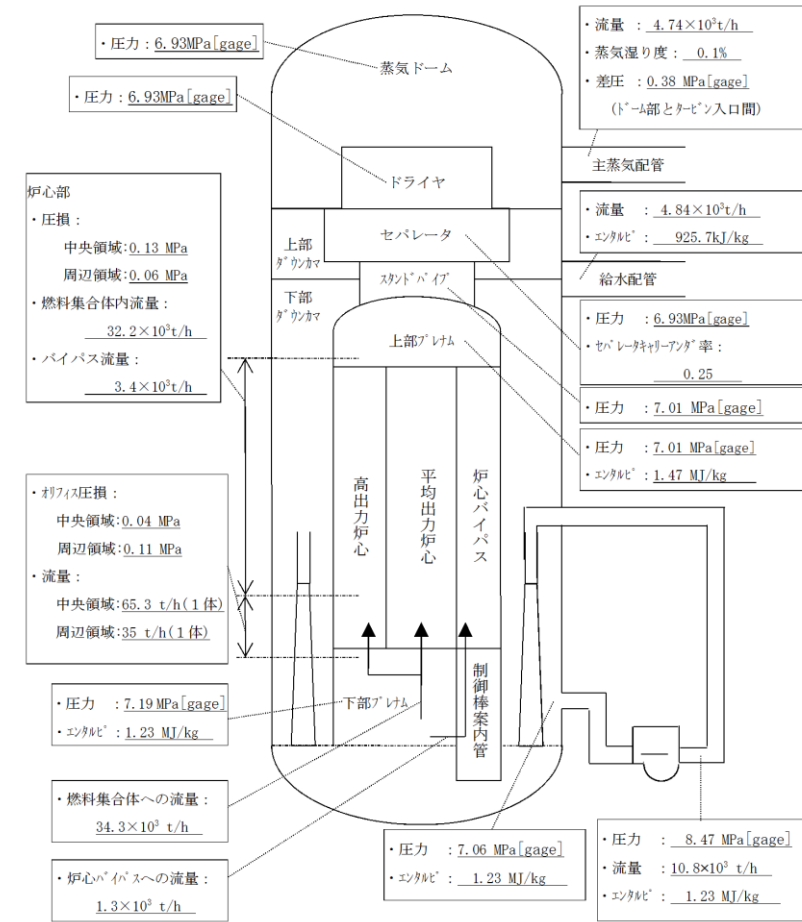 ・圧力：6.93MPa[gage]
・圧力：6.93MPa[gage]
蒸気ドーム
・流量 ： 4.74×10³t/h
・蒸気湿り度： 0.1%
・差圧：0.38 MPa[gage]
(ﾄﾞｰﾑ部とﾀｰﾋﾞﾝ入口間)
主蒸気配管
ドライヤ
セパレータ
上部
ﾀﾞｳﾝｶﾏ
ｽﾀﾝﾄﾞﾊﾟｲﾌﾟ
下部
ﾀﾞｳﾝｶﾏ
上部ﾌﾟﾚﾅﾑ
・流量 ： 4.84×10³t/h
・ｴﾝﾀﾙﾋﾟ： 925.7kJ/kg
給水配管
・圧力 ：6.93MPa[gage]
・ｾﾊﾟﾚｰﾀｷｬﾘｰｱﾝﾀﾞ率：
0.25
・圧力 ：7.01 MPa[gage]
・圧力 ：7.01 MPa[gage]
・ｴﾝﾀﾙﾋﾟ：1.47 MJ/kg
炉心部
・圧損：
中央領域:0.13 MPa
周辺領域:0.06 MPa
・燃料集合体内流量：
32.2×10³t/h
・バイパス流量：
3.4×10³t/h
・ｵﾘﾌｨｽ圧損：
中央領域:0.04 MPa
周辺領域:0.11 MPa
・流量：
中央領域:65.3 t/h(1体)
周辺領域:35 t/h(1体)
高出力炉心
平均出力炉心
炉心バイパス
・圧力 ：7.19 MPa[gage]
・ｴﾝﾀﾙﾋﾟ：1.23 MJ/kg
下部ﾌﾟﾚﾅﾑ
制御棒案内管
・燃料集合体への流量：
34.3×10³ t/h
・炉心ﾊﾞｲﾊﾟｽへの流量：
1.3×10³ t/h
・圧力 ：7.06 MPa[gage]
・ｴﾝﾀﾙﾋﾟ： 1.23 MJ/kg
・圧力 ： 8.47 MPa[gage]
・流量 ：10.8×10³ t/h
・ｴﾝﾀﾙﾋﾟ： 1.23 MJ/kg